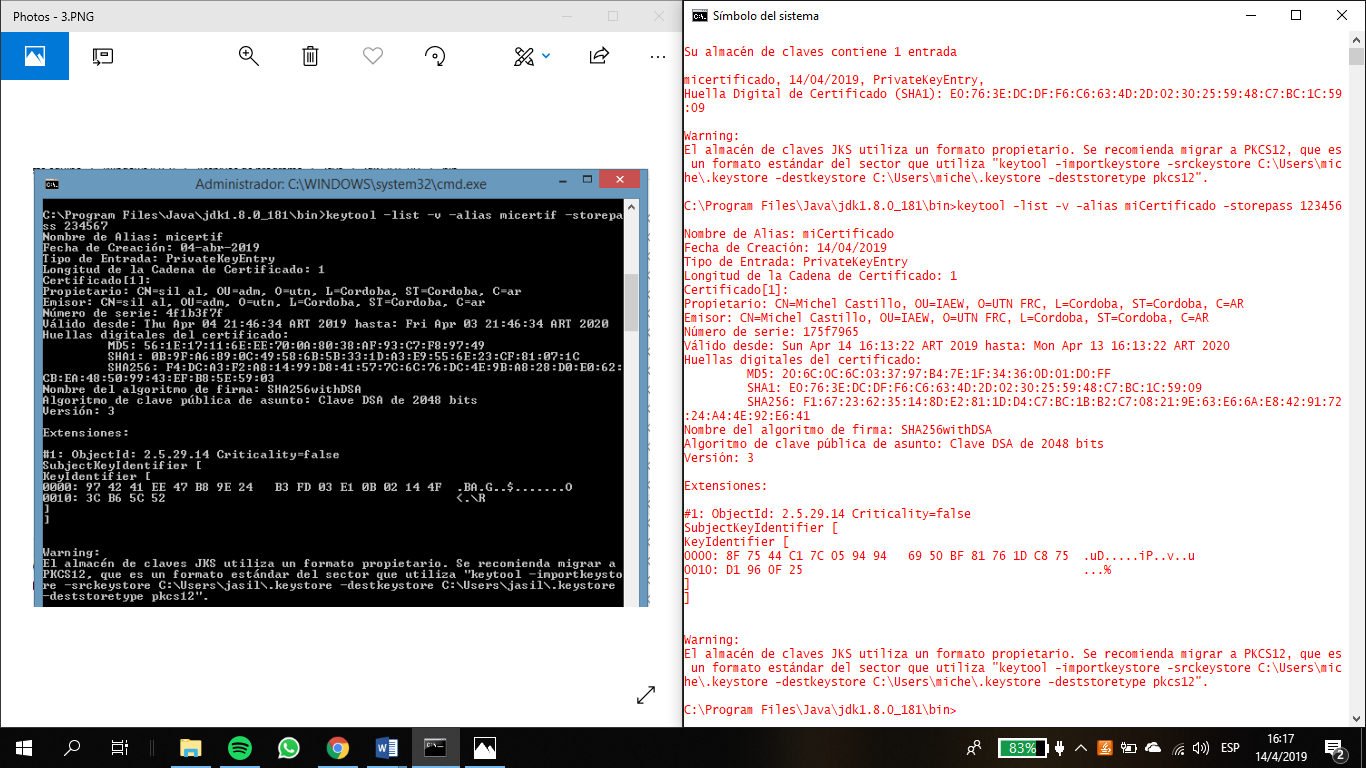 Photos - 3.PNG
Administrador: C:\WINDOWS\system32\cmd.exe
C:\Program Files\Java\jdk1.8.0_181\bin>keytool -list -v -alias micertif -storepa
ss 234567
Nombre de Alias: micertif
Fecha de Creación: 04-abr-2019
Tipo de Entrada: PrivateKeyEntry
Longitud de la Cadena de Certificado: 1
Certificado[1]:
Propietario: CN=sil al, OU=adm, O=utn, L=Cordoba, ST=Cordoba, C=ar
Emisor: CN=sil al, OU=adm, O=utn, L=Cordoba, ST=Cordoba, C=ar
Número de serie: 4f1b3f7f
Válido desde: Thu Apr 04 21:46:34 ART 2019 hasta: Fri Apr 03 21:46:34 ART 2020
Huellas digitales del certificado:
MD5: 56:1E:17:11:6E:EE:70:0A:80:38:AF:93:C7:F8:97:49
SHA1: 0B:9F:A6:89:0C:49:58:6B:5B:33:1D:A3:E9:55:6E:23:CF:81:07:1C
SHA256: F4:DC:A3:F2:A8:14:99:D8:41:57:7C:6C:76:DC:4E:9B:A8:28:D0:E0:62:
CB:EA:48:50:99:43:EF:B8:5E:59:03
Nombre del algoritmo de firma: SHA256withDSA
Algoritmo de clave pública de asunto: Clave DSA de 2048 bits
Versión: 3
Extensiones:
#1: ObjectId: 2.5.29.14 Criticality=false
SubjectKeyIdentifier [
KeyIdentifier [
0000: 97 42 41 EE 47 B8 9E 24   B3 FD 03 E1 0B 02 14 4F  .BA.G..$.......O
0010: 3C B6 5C 52                                        <.\R
]
]
Warning:
El almacén de claves JKS utiliza un formato propietario. Se recomienda migrar a
PKCS12, que es un formato estándar del sector que utiliza "keytool -importkeysto
re -srckeystore C:\Users\jasil\.keystore -destkeystore C:\Users\jasil\.keystore
-deststoretype pkcs12".
Símbolo del sistema
Su almacén de claves contiene 1 entrada
micertificado, 14/04/2019, PrivateKeyEntry,
Huella Digital de Certificado (SHA1): E0:76:3E:DC:DF:F6:C6:63:4D:2D:02:30:25:59:48:C7:BC:1C:59
:09
Warning:
El almacén de claves JKS utiliza un formato propietario. Se recomienda migrar a PKCS12, que es
un formato estándar del sector que utiliza "keytool -importkeystore -srckeystore C:\Users\mic
he\.keystore -destkeystore C:\Users\miche\.keystore -deststoretype pkcs12".
C:\Program Files\Java\jdk1.8.0_181\bin>keytool -list -v -alias miCertificado -storepass 123456
Nombre de Alias: miCertificado
Fecha de Creación: 14/04/2019
Tipo de Entrada: PrivateKeyEntry
Longitud de la Cadena de Certificado: 1
Certificado[1]:
Propietario: CN=Michel Castillo, OU=IAEW, O=UTN FRC, L=Cordoba, ST=Cordoba, C=AR
Emisor: CN=Michel Castillo, OU=IAEW, O=UTN FRC, L=Cordoba, ST=Cordoba, C=AR
Número de serie: 175f7965
Válido desde: Sun Apr 14 16:13:22 ART 2019 hasta: Mon Apr 13 16:13:22 ART 2020
Huellas digitales del certificado:
MD5: 20:6C:0C:6C:03:37:97:B4:7E:1F:34:36:0D:01:D0:FF
SHA1: E0:76:3E:DC:DF:F6:C6:63:4D:2D:02:30:25:59:48:C7:BC:1C:59:09
SHA256: F1:67:23:62:35:14:8D:E2:81:1D:D4:C7:BC:1B:B2:C7:08:21:9E:63:E6:6A:E8:42:91:72
:24:A4:4E:92:E6:41
Nombre del algoritmo de firma: SHA256withDSA
Algoritmo de clave pública de asunto: Clave DSA de 2048 bits
Versión: 3
Extensiones:
#1: ObjectId: 2.5.29.14 Criticality=false
SubjectKeyIdentifier [
KeyIdentifier [
0000: 8F 75 44 C1 7C 05 94 94   69 50 BF 81 76 1D C8 75  .uD.....iP..v..u
0010: D1 96 0F 25                                        ...%
]
]
Warning:
El almacén de claves JKS utiliza un formato propietario. Se recomienda migrar a PKCS12, que es
un formato estándar del sector que utiliza "keytool -importkeystore -srckeystore C:\Users\mic
he\.keystore -destkeystore C:\Users\miche\.keystore -deststoretype pkcs12".
C:\Program Files\Java\jdk1.8.0_181\bin>
83%
ESP
16:17
14/4/2019
2